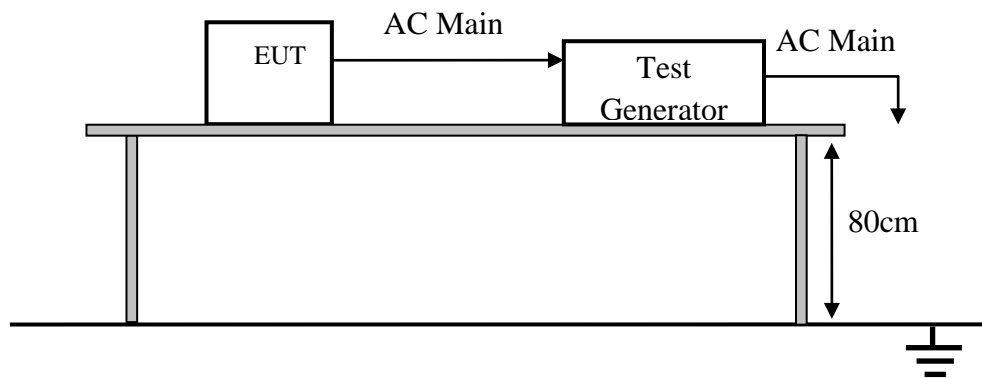 AC Main
EUT
AC Main
Test
Generator
80cm